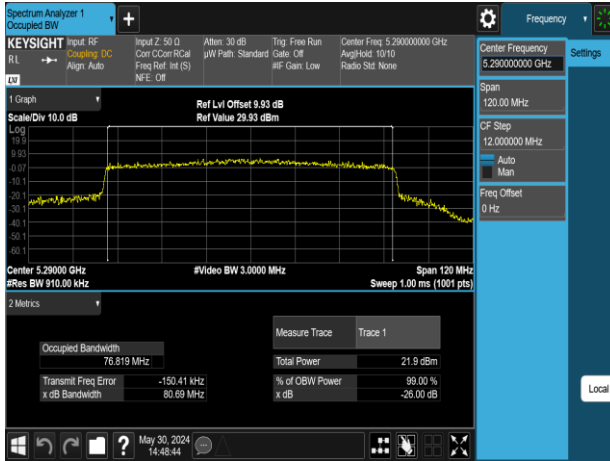 Spectrum Analyzer 1
Occupied BW
Frequency
KEYSIGHT
RL
LXI
Input: RF
Coupling: DC
Align: Auto
Input Z: 50 Ω
Corr CCorr RCal
Freq Ref: Int (S)
NFE: Off
Atten: 30 dB
µW Path: Standard
Trig: Free Run
Gate: Off
#IF Gain: Low
Center Freq: 5.290000000 GHz
Avg|Hold: 10/10
Radio Std: None
1 Graph
Scale/Div 10.0 dB
Ref Lvl Offset 9.93 dB
Ref Value 29.93 dBm
Log
19.9
9.93
-0.07
-10.1
-20.1
-30.1
-40.1
-50.1
-60.1
Center 5.29000 GHz
#Res BW 910.00 kHz
#Video BW 3.0000 MHz
Span 120 MHz
Sweep 1.00 ms (1001 pts)
2 Metrics
Measure Trace Trace 1
Occupied Bandwidth
76.819 MHz
Total Power 21.9 dBm
Transmit Freq Error -150.41 kHz
% of OBW Power 99.00 %
x dB Bandwidth 80.69 MHz
x dB -26.00 dB
May 30, 2024
14:48:44
Center Frequency
5.290000000 GHz
Settings
Span
120.00 MHz
CF Step
12.000000 MHz
Auto
Man
Freq Offset
0 Hz
Local